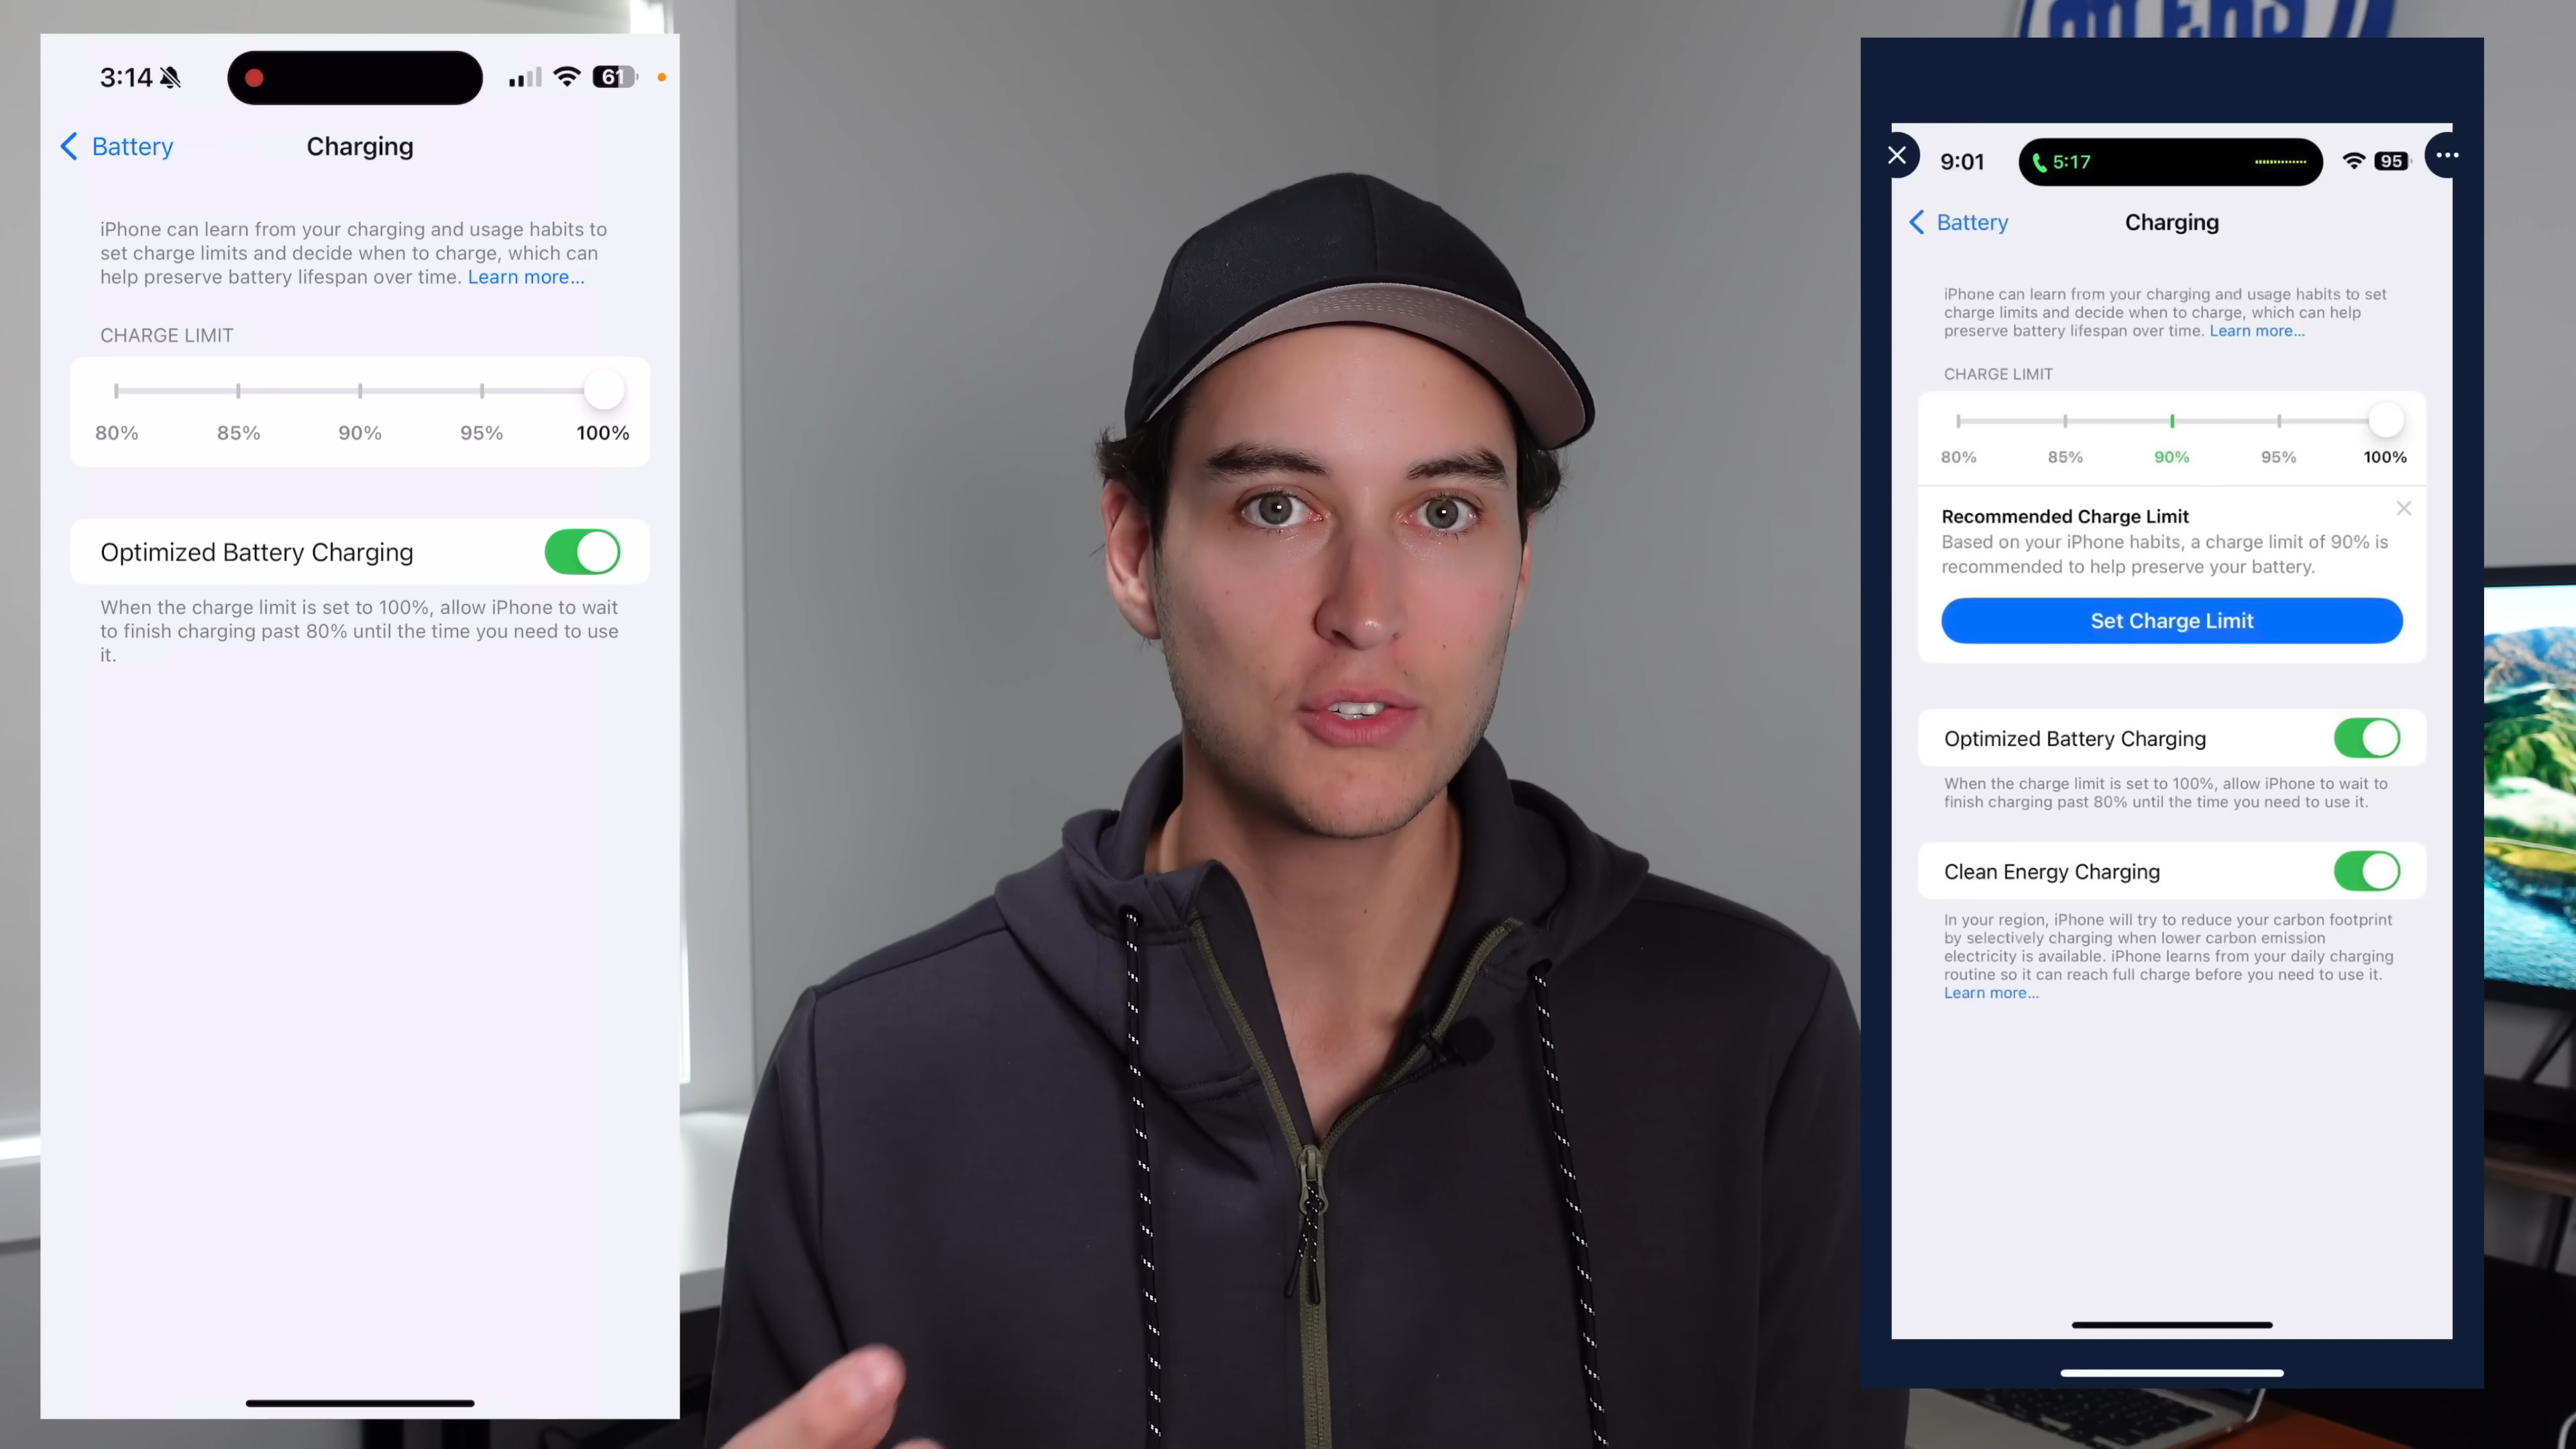 3:14
61
Battery
Charging
iPhone can learn from your charging and usage habits to
set charge limits and decide when to charge, which can
help preserve battery lifespan over time. Learn more...
CHARGE LIMIT
80% 85% 90% 95% 100%
Optimized Battery Charging
When the charge limit is set to 100%, allow iPhone to wait
to finish charging past 80% until the time you need to use
it.
OILERS
9:01
5:17
95
Battery
Charging
iPhone can learn from your charging and usage habits to set
charge limits and decide when to charge, which can help
preserve battery lifespan over time. Learn more...
CHARGE LIMIT
80% 85% 90% 95% 100%
Recommended Charge Limit
Based on your iPhone habits, a charge limit of 90% is
recommended to help preserve your battery.
Set Charge Limit
Optimized Battery Charging
When the charge limit is set to 100%, allow iPhone to wait to
finish charging past 80% until the time you need to use it.
Clean Energy Charging
In your region, iPhone will try to reduce your carbon footprint
by selectively charging when lower carbon emission
electricity is available. iPhone learns from your daily charging
routine so it can reach full charge before you need to use it.
Learn more...